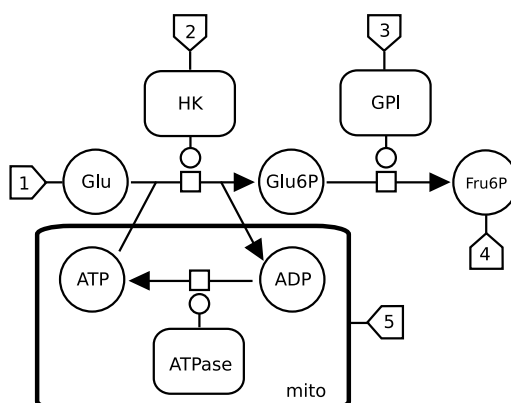 2
3
HK
GPI
1
Glu
Glu6P
Fru6P
4
ATP
ADP
5
ATPase
mito